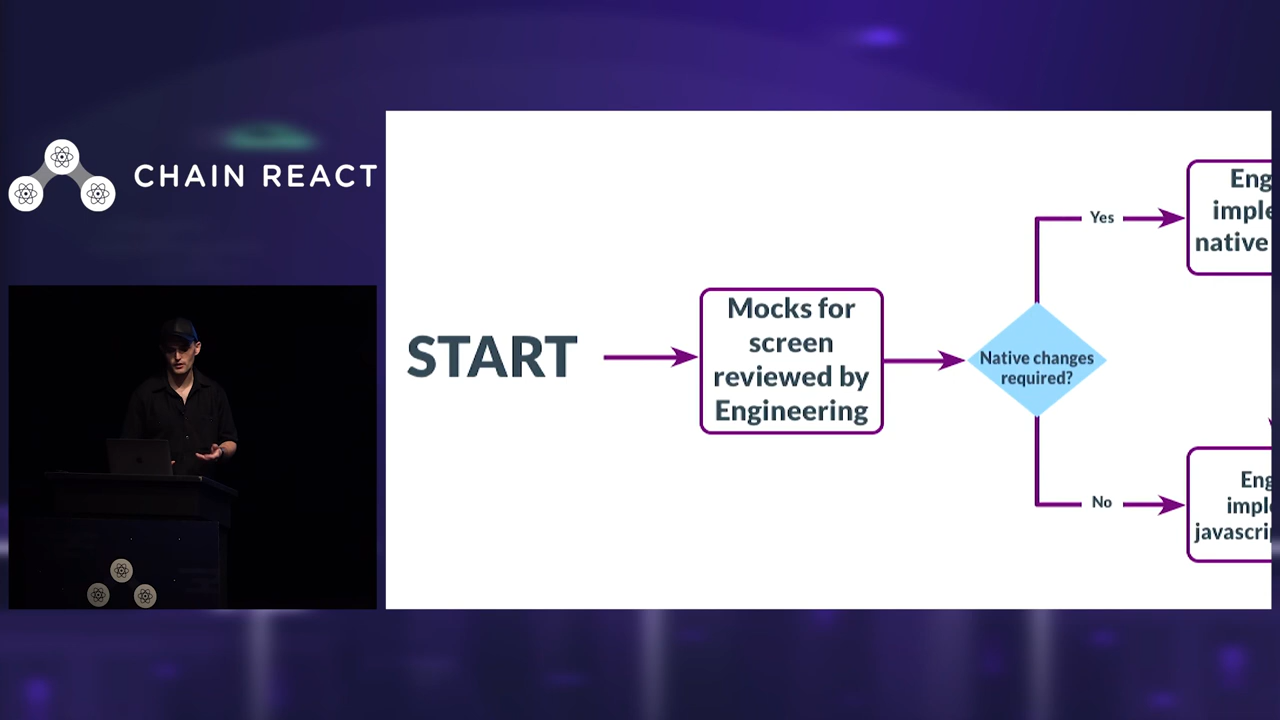 CHAIN REACT
START
Mocks for
screen
reviewed by
Engineering
Native changes
required?
Yes
No
Eng
imple
native
Eng
imple
javascri